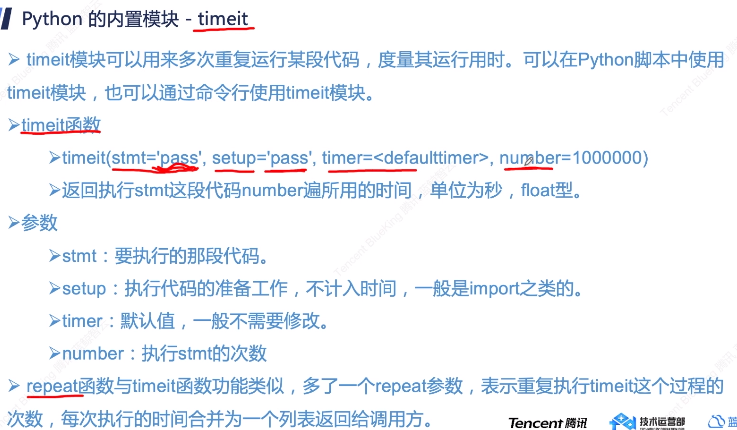 Python 的内置模块 - timeit
➢ timeit模块可以用来多次重复运行某段代码，度量其运行用时。可以在Python脚本中使用
timeit模块，也可以通过命令行使用timeit模块。
➢timeit函数
➢timeit(stmt='pass', setup='pass', timer=<defaulttimer>, number=1000000)
➢返回执行stmt这段代码number遍所用的时间，单位为秒，float型。
➢参数
➢stmt：要执行的那段代码。
➢setup：执行代码的准备工作，不计入时间，一般是import之类的。
➢timer：默认值，一般不需要修改。
➢number：执行stmt的次数
➢ repeat函数与timeit函数功能类似，多了一个repeat参数，表示重复执行timeit这个过程的
次数，每次执行的时间合并为一个列表返回给调用方。
Tencent腾讯 技术运营部 蓝